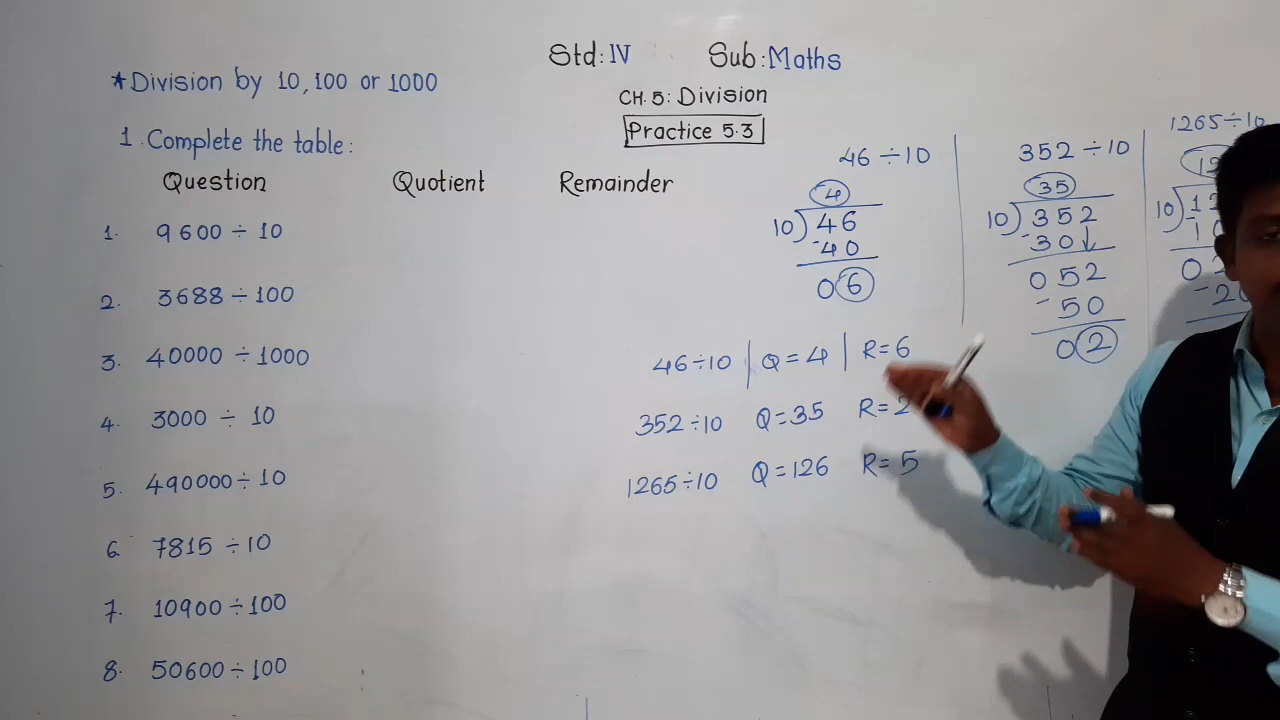 Std: IV Sub: Maths
*Division by 10, 100 or 1000
CH. 5: Division
Practice 5.3
1. Complete the table:
Question Quotient Remainder
1. 9600 ÷ 10
2. 3688 ÷ 100
3. 40000 ÷ 1000
4. 3000 ÷ 10
5. 490000 ÷ 10
6. 7815 ÷ 10
7. 10900 ÷ 100
8. 50600 ÷ 100
46 ÷ 10
4
10)46
-40
06
352 ÷ 10
35
10)352
-30↓
052
-50
02
1265 ÷ 10
46 ÷ 10 | Q = 4 | R = 6
352 ÷ 10 Q = 35 R = 2
1265 ÷ 10 Q = 126 R = 5